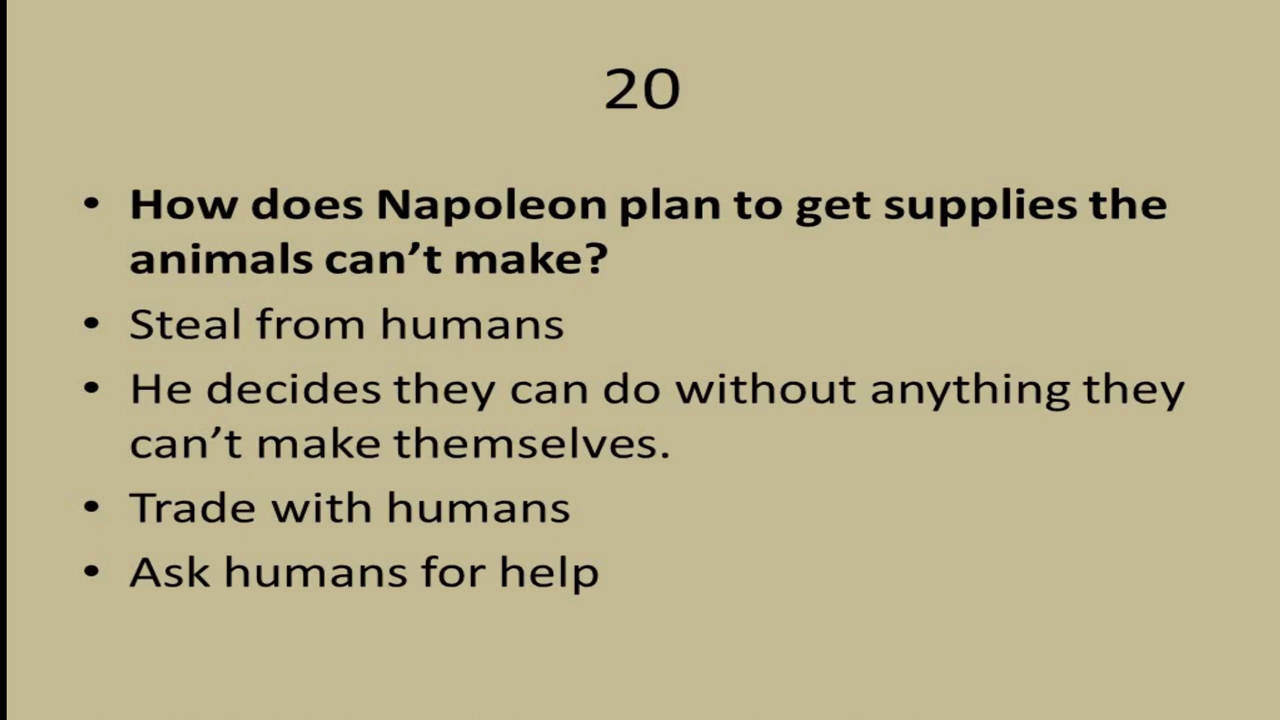 20
• How does Napoleon plan to get supplies the
animals can’t make?
• Steal from humans
• He decides they can do without anything they
can’t make themselves.
• Trade with humans
• Ask humans for help